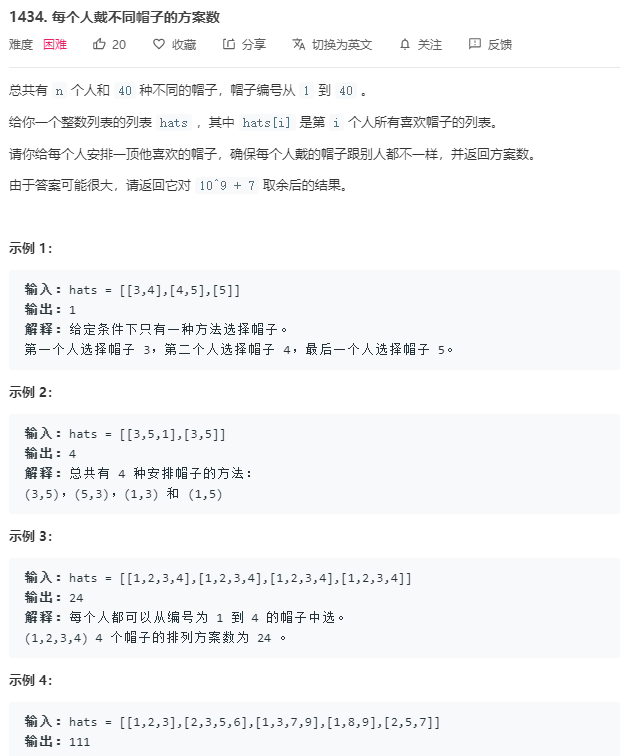 1434. 每个人戴不同帽子的方案数
难度 困难 20 收藏 分享 切换为英文 关注 反馈
总共有 n 个人和 40 种不同的帽子，帽子编号从 1 到 40 。
给你一个整数列表的列表 hats ，其中 hats[i] 是第 i 个人所有喜欢帽子的列表。
请你给每个人安排一顶他喜欢的帽子，确保每个人戴的帽子跟别人都不一样，并返回方案数。
由于答案可能很大，请返回它对 10^9 + 7 取余后的结果。
示例 1：
输入：hats = [[3,4],[4,5],[5]]
输出：1
解释：给定条件下只有一种方法选择帽子。
第一个人选择帽子 3，第二个人选择帽子 4，最后一个人选择帽子 5。
示例 2：
输入：hats = [[3,5,1],[3,5]]
输出：4
解释：总共有 4 种安排帽子的方法：
(3,5)，(5,3)，(1,3) 和 (1,5)
示例 3：
输入：hats = [[1,2,3,4],[1,2,3,4],[1,2,3,4],[1,2,3,4]]
输出：24
解释：每个人都可以从编号为 1 到 4 的帽子中选。
(1,2,3,4) 4 个帽子的排列方案数为 24 。
示例 4：
输入：hats = [[1,2,3],[2,3,5,6],[1,3,7,9],[1,8,9],[2,5,7]]
输出：111